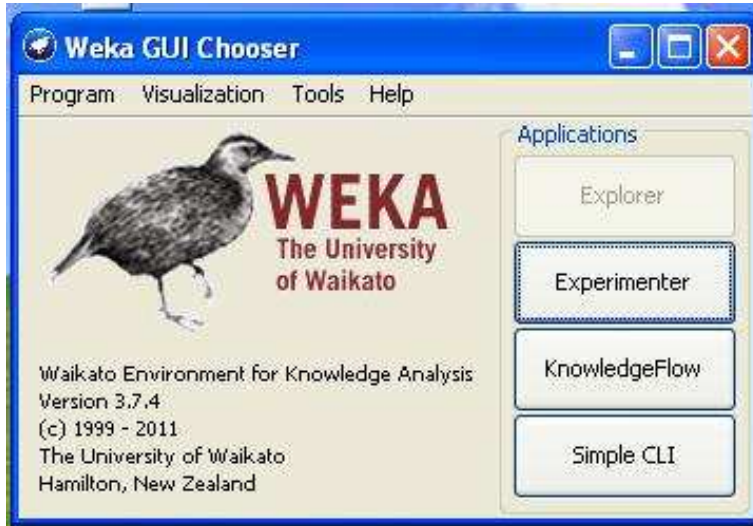 Weka GUI Chooser
Program Visualization Tools Help
WEKA
The University
of Waikato
Waikato Environment for Knowledge Analysis
Version 3.7.4
(c) 1999 - 2011
The University of Waikato
Hamilton, New Zealand
Applications
Explorer
Experimenter
KnowledgeFlow
Simple CLI